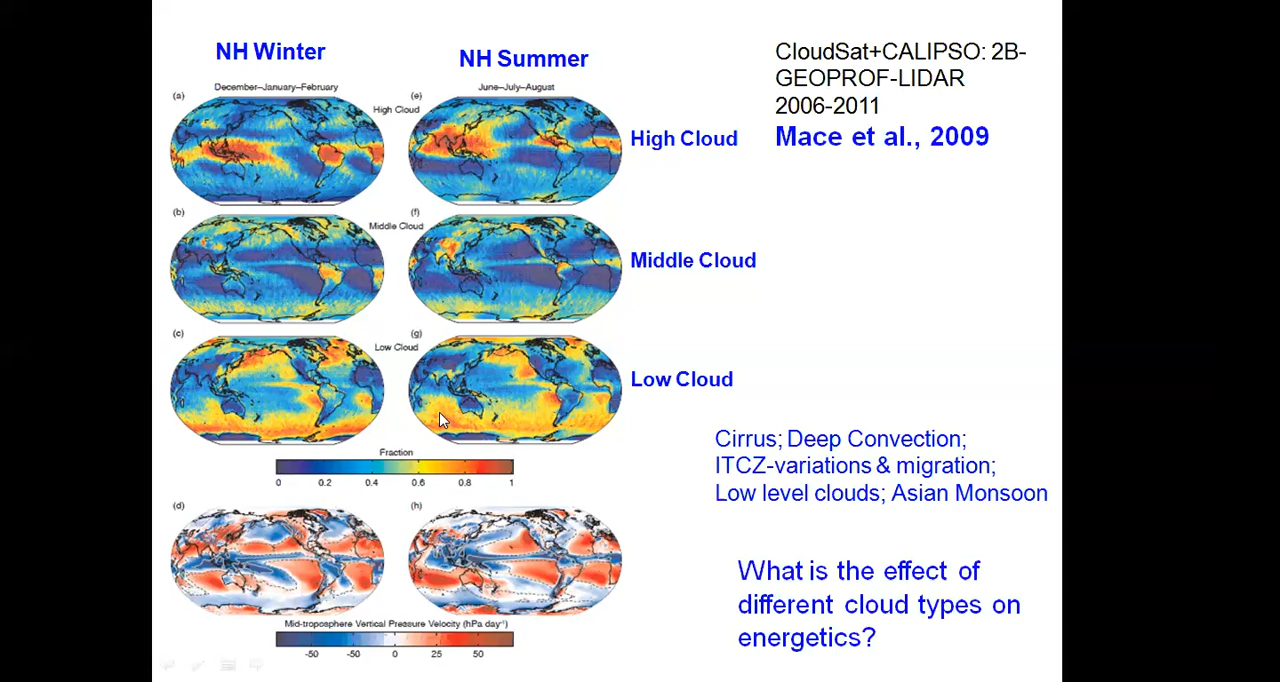 NH Winter
NH Summer
CloudSat+CALIPSO: 2B-
GEOPROF-LIDAR
2006-2011
Mace et al., 2009
December–January–February
June–July–August
(a)
High Cloud
(e)
High Cloud
(b)
Middle Cloud
(f)
Middle Cloud
(c)
Low Cloud
(g)
Low Cloud
Fraction
0 0.2 0.4 0.6 0.8 1
Cirrus; Deep Convection;
ITCZ-variations & migration;
Low level clouds; Asian Monsoon
(d)
(h)
What is the effect of
different cloud types on
energetics?
Mid-troposphere Vertical Pressure Velocity (hPa day⁻¹)
-50 -50 0 25 50